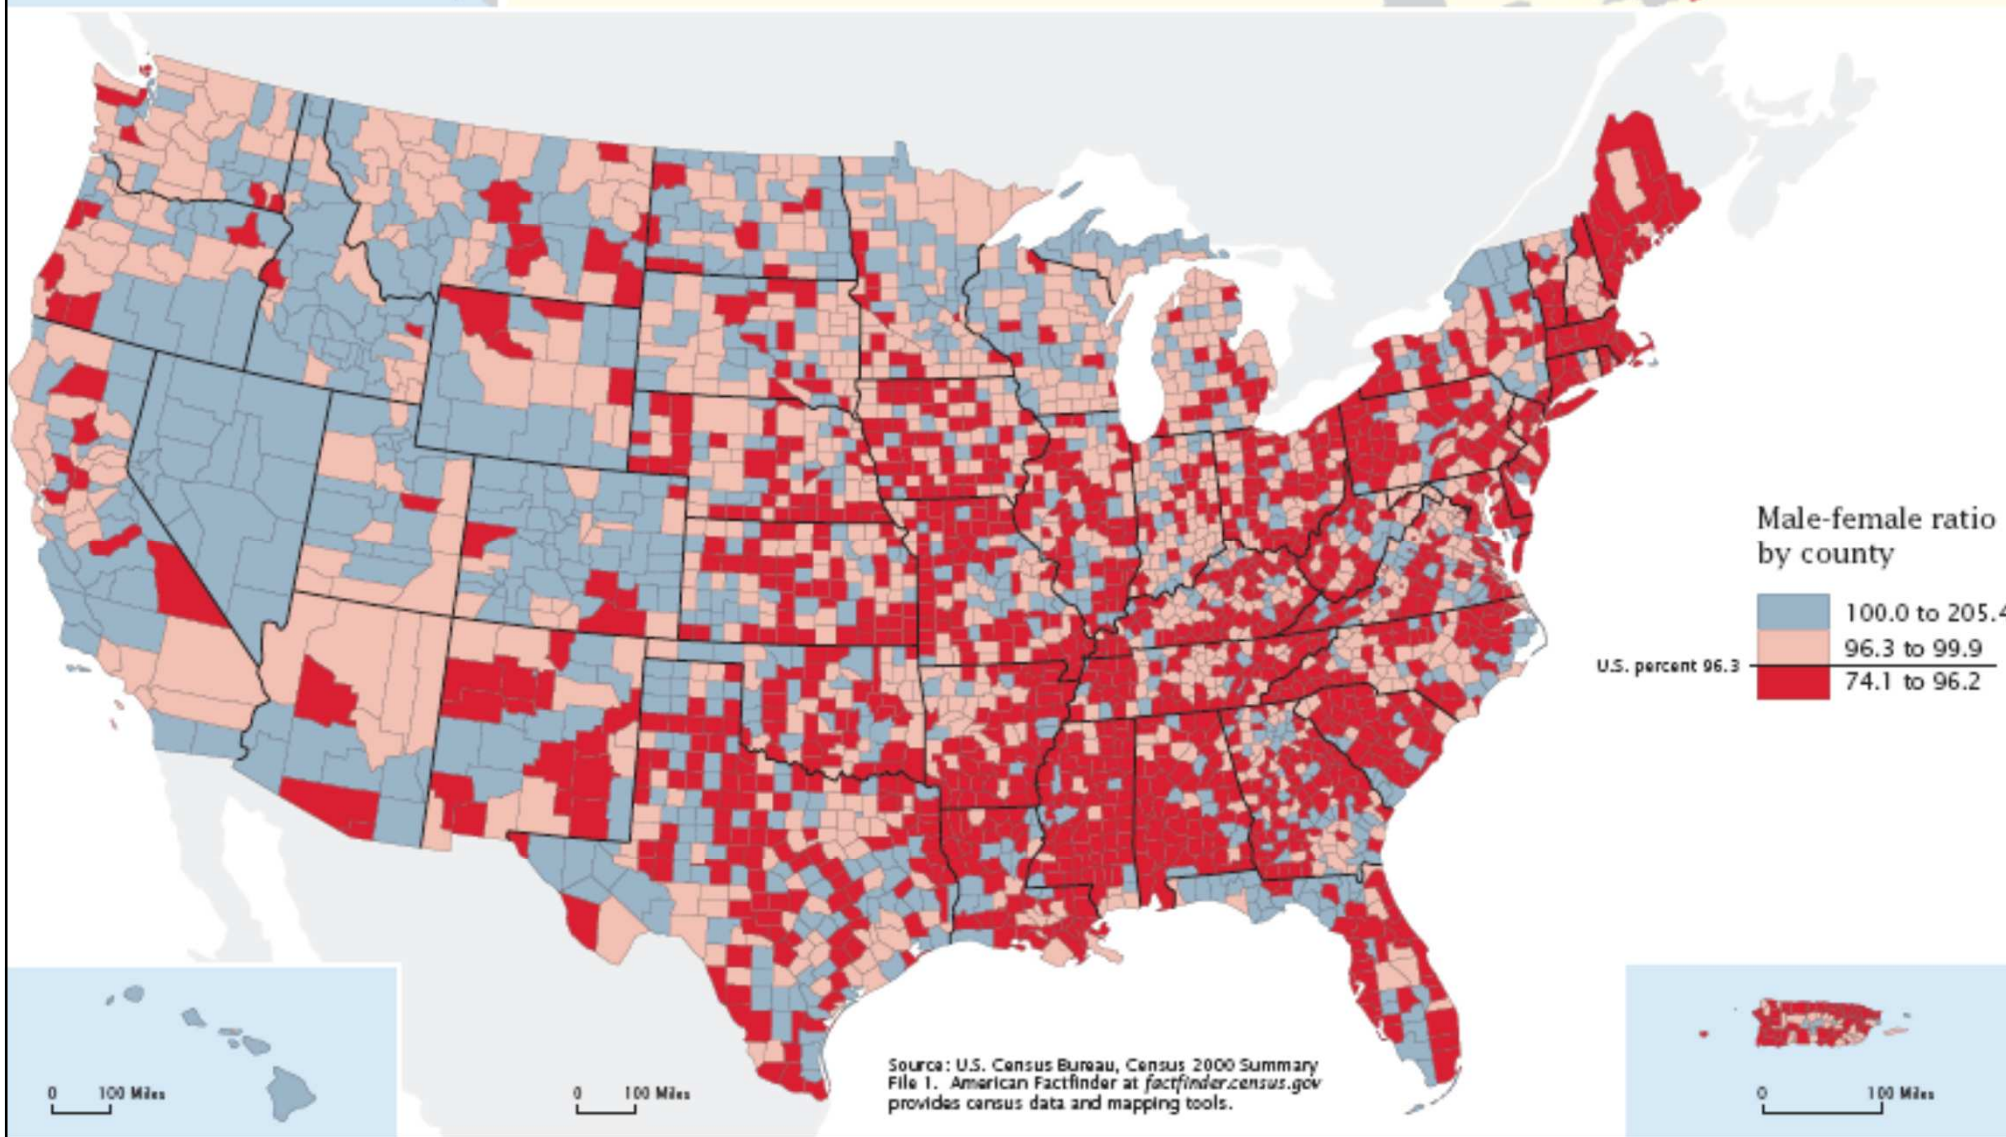 Male-female ratio
by county
100.0 to 205.4
96.3 to 99.9
U.S. percent 96.3
74.1 to 96.2
0 100 Miles
0 100 Miles
Source: U.S. Census Bureau, Census 2000 Summary
File 1. American Factfinder at factfinder.census.gov
provides census data and mapping tools.
0 100 Miles